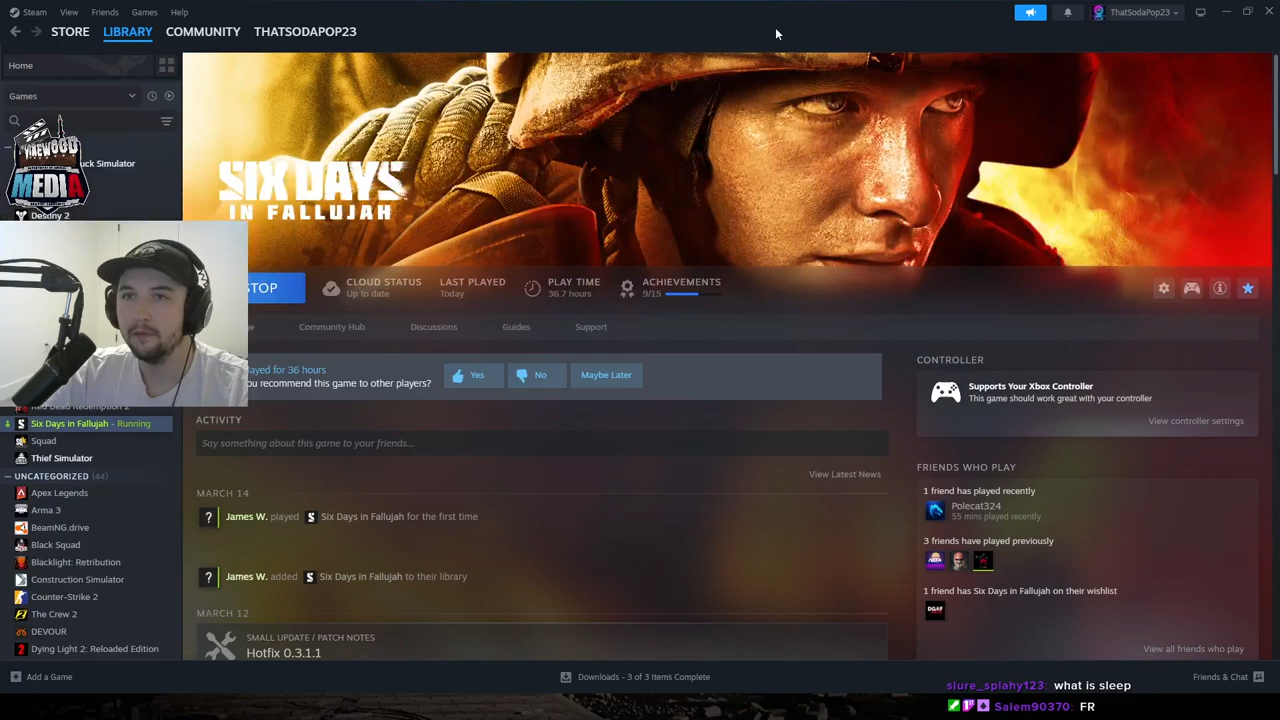 Steam View Friends Games Help
ThatSodaPop23
STORE LIBRARY COMMUNITY THATSODAPOP23
Home
Games
VINEWOOD
MEDIA
uck Simulator
Destiny 2
SIX DAYS
IN FALLUJAH
STOP
CLOUD STATUS
Up to date
LAST PLAYED
Today
PLAY TIME
36.7 hours
ACHIEVEMENTS
9/15
Community Hub Discussions Guides Support
ayed for 36 hours
ou recommend this game to other players?
Yes
No
Maybe Later
CONTROLLER
Supports Your Xbox Controller
This game should work great with your controller
View controller settings
Red Dead Redemption 2
Six Days in Fallujah - Running
Squad
Thief Simulator
UNCATEGORIZED (44)
Apex Legends
Arma 3
BeamNG.drive
Black Squad
Blacklight: Retribution
Construction Simulator
Counter-Strike 2
The Crew 2
DEVOUR
Dying Light 2: Reloaded Edition
ACTIVITY
Say something about this game to your friends...
View Latest News
MARCH 14
? James W. played Six Days in Fallujah for the first time
? James W. added Six Days in Fallujah to their library
MARCH 12
SMALL UPDATE / PATCH NOTES
Hotfix 0.3.1.1
FRIENDS WHO PLAY
1 friend has played recently
Polecat324
55 mins played recently
3 friends have played previously
1 friend has Six Days in Fallujah on their wishlist
DGAF
View all friends who play
Add a Game
Downloads - 3 of 3 Items Complete
Friends & Chat
slure_splahy123: what is sleep
Salem90370: FR